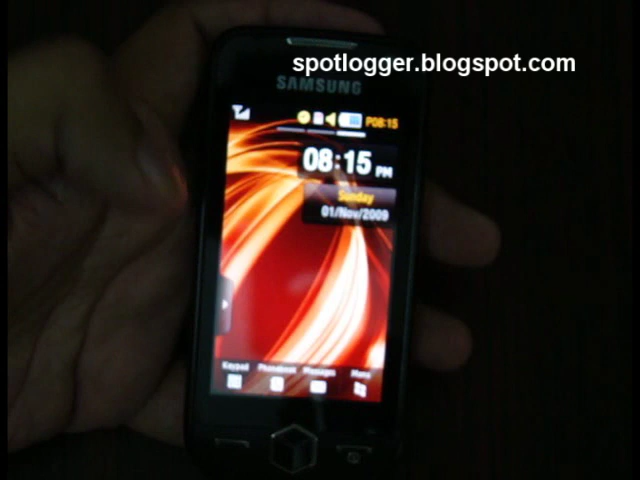 spotlogger.blogspot.com
SAMSUNG
P08:15
08:15 PM
Sunday
01/Nov/2009
Keypad Phonebook Messages Menu